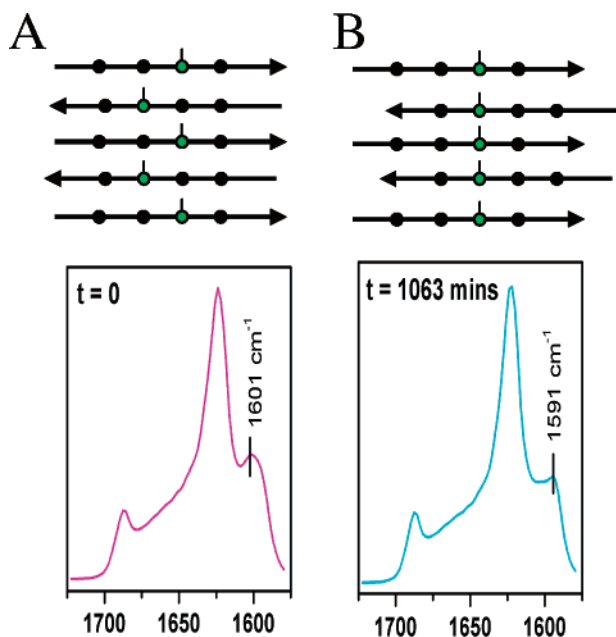 A
B
t = 0
1601 cm⁻¹
1700 1650 1600
t = 1063 mins
1591 cm⁻¹
1700 1650 1600